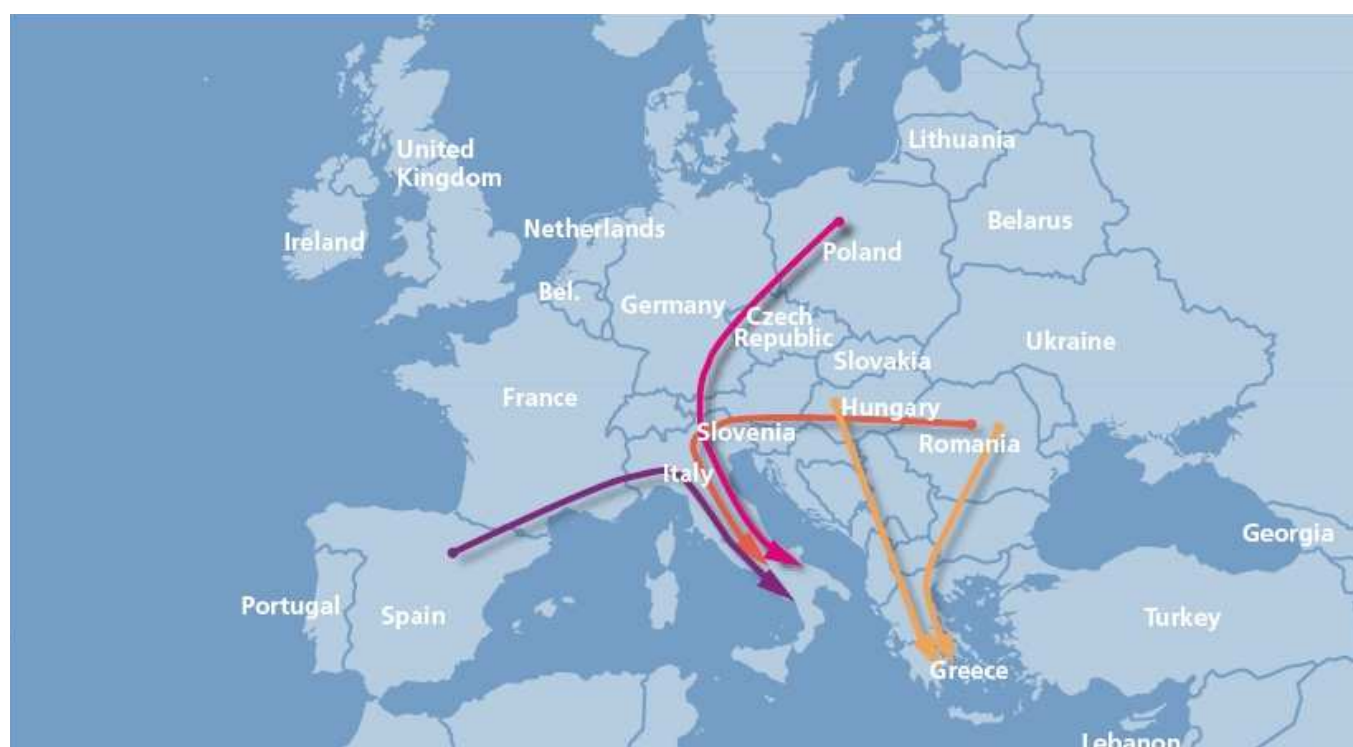 Lithuania
United
Kingdom
Belarus
Netherlands
Ireland
Poland
Bel.
Germany
Czech
Republic
Ukraine
Slovakia
France
Hungary
Slovenia
Romania
Italy
Georgia
Portugal
Spain
Turkey
Greece
Lebanon